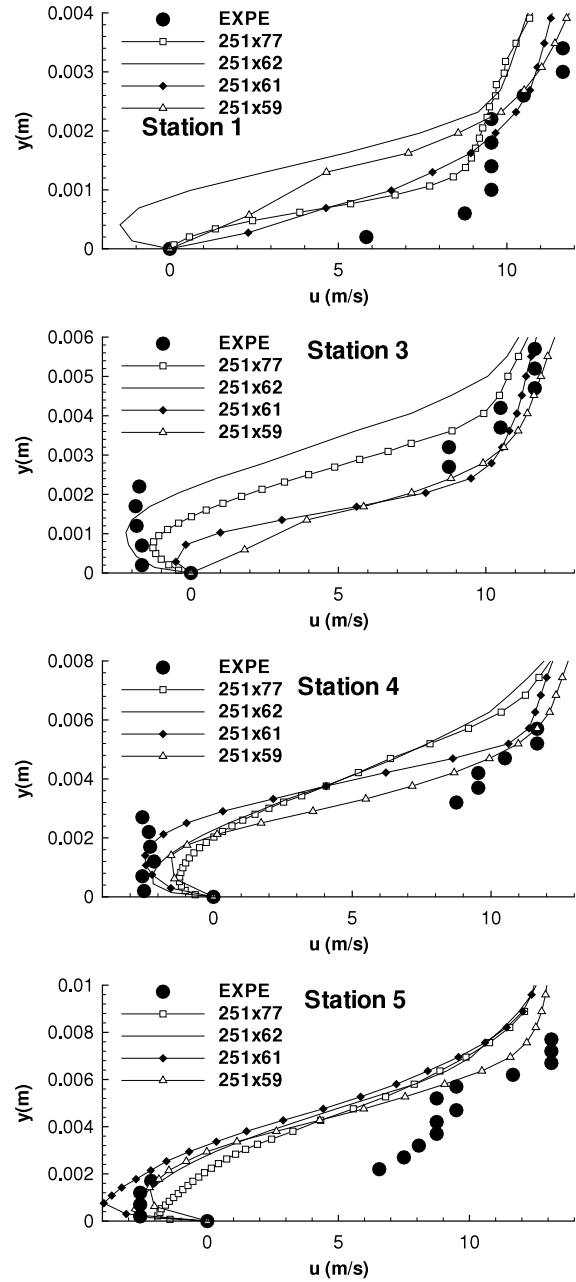 0.004
EXPE
251x77
251x62
251x61
251x59
0.003
0.002
Station 1
0.001
0
y(m)
0 5 10
u (m/s)
0.006
EXPE
Station 3
251x77
251x62
251x61
251x59
0.005
0.004
0.003
0.002
0.001
0
y(m)
0 5 10
u (m/s)
0.008
EXPE
251x77
Station 4
251x62
251x61
251x59
0.006
0.004
0.002
0
y(m)
0 5 10
u (m/s)
0.01
EXPE
Station 5
251x77
251x62
251x61
251x59
0.008
0.006
0.004
0.002
0
y(m)
0 5 10
u (m/s)